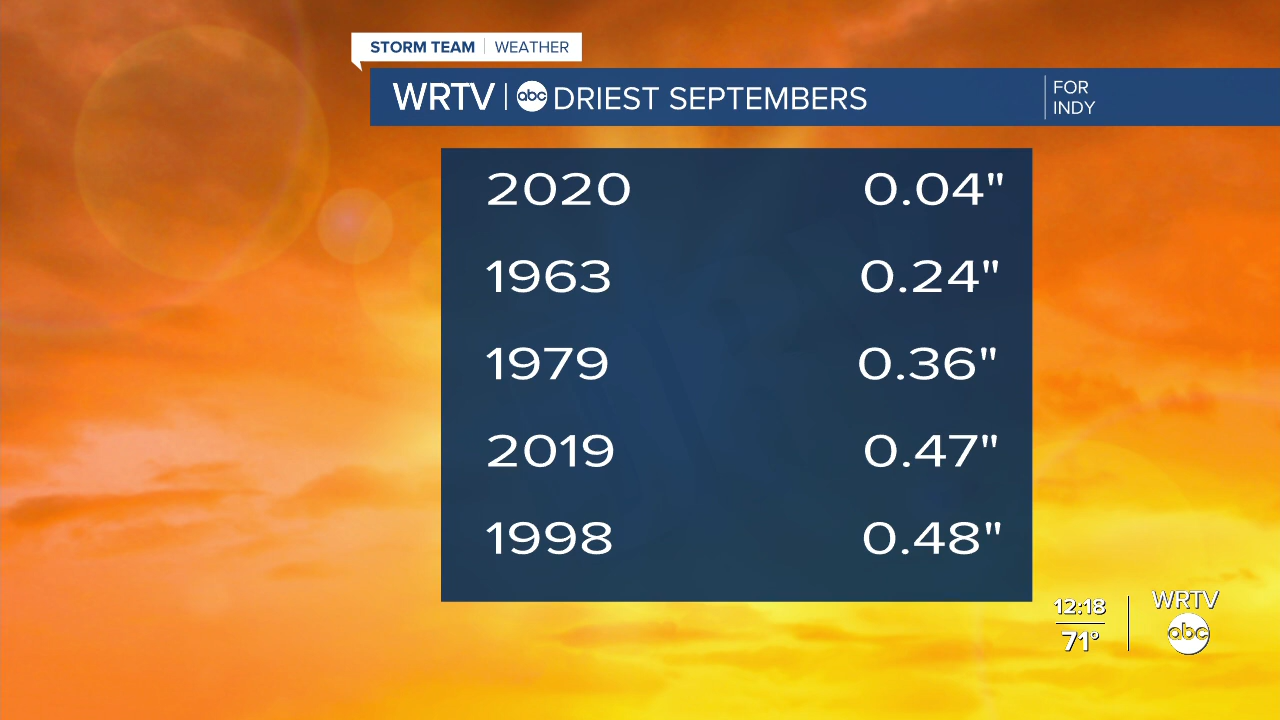 STORM TEAM | WEATHER
WRTV | abc DRIEST SEPTEMBERS
FOR
INDY
2020 0.04"
1963 0.24"
1979 0.36"
2019 0.47"
1998 0.48"
12:18
71°
WRTV
abc